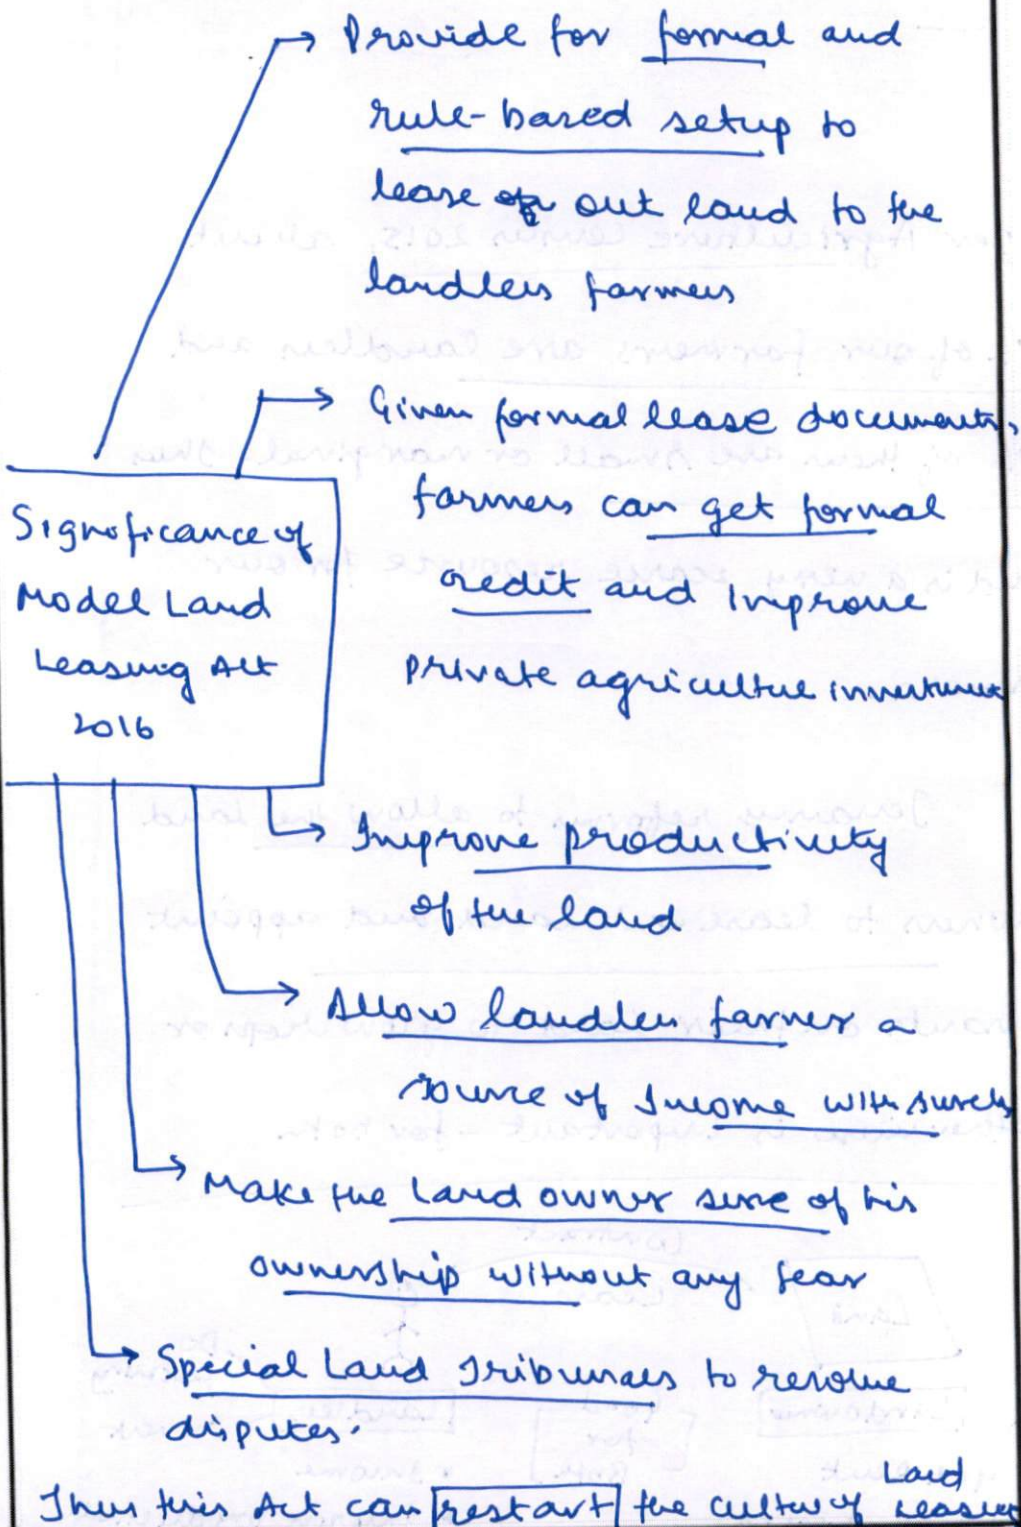 Provide for formal and
rule-based setup to
lease out land to the
landless farmers
Given formal lease documents,
farmers can get formal
credit and improve
private agriculture investment
Significance of
Model Land
Leasing Act
2016
Improve productivity
of the land
Allow landless farmer a
source of Income with surety
Make the land owner sure of his
ownership without any fear
Special Land Tribunals to resolve
disputes.
Thus this Act can restart the culture of Land Leasing